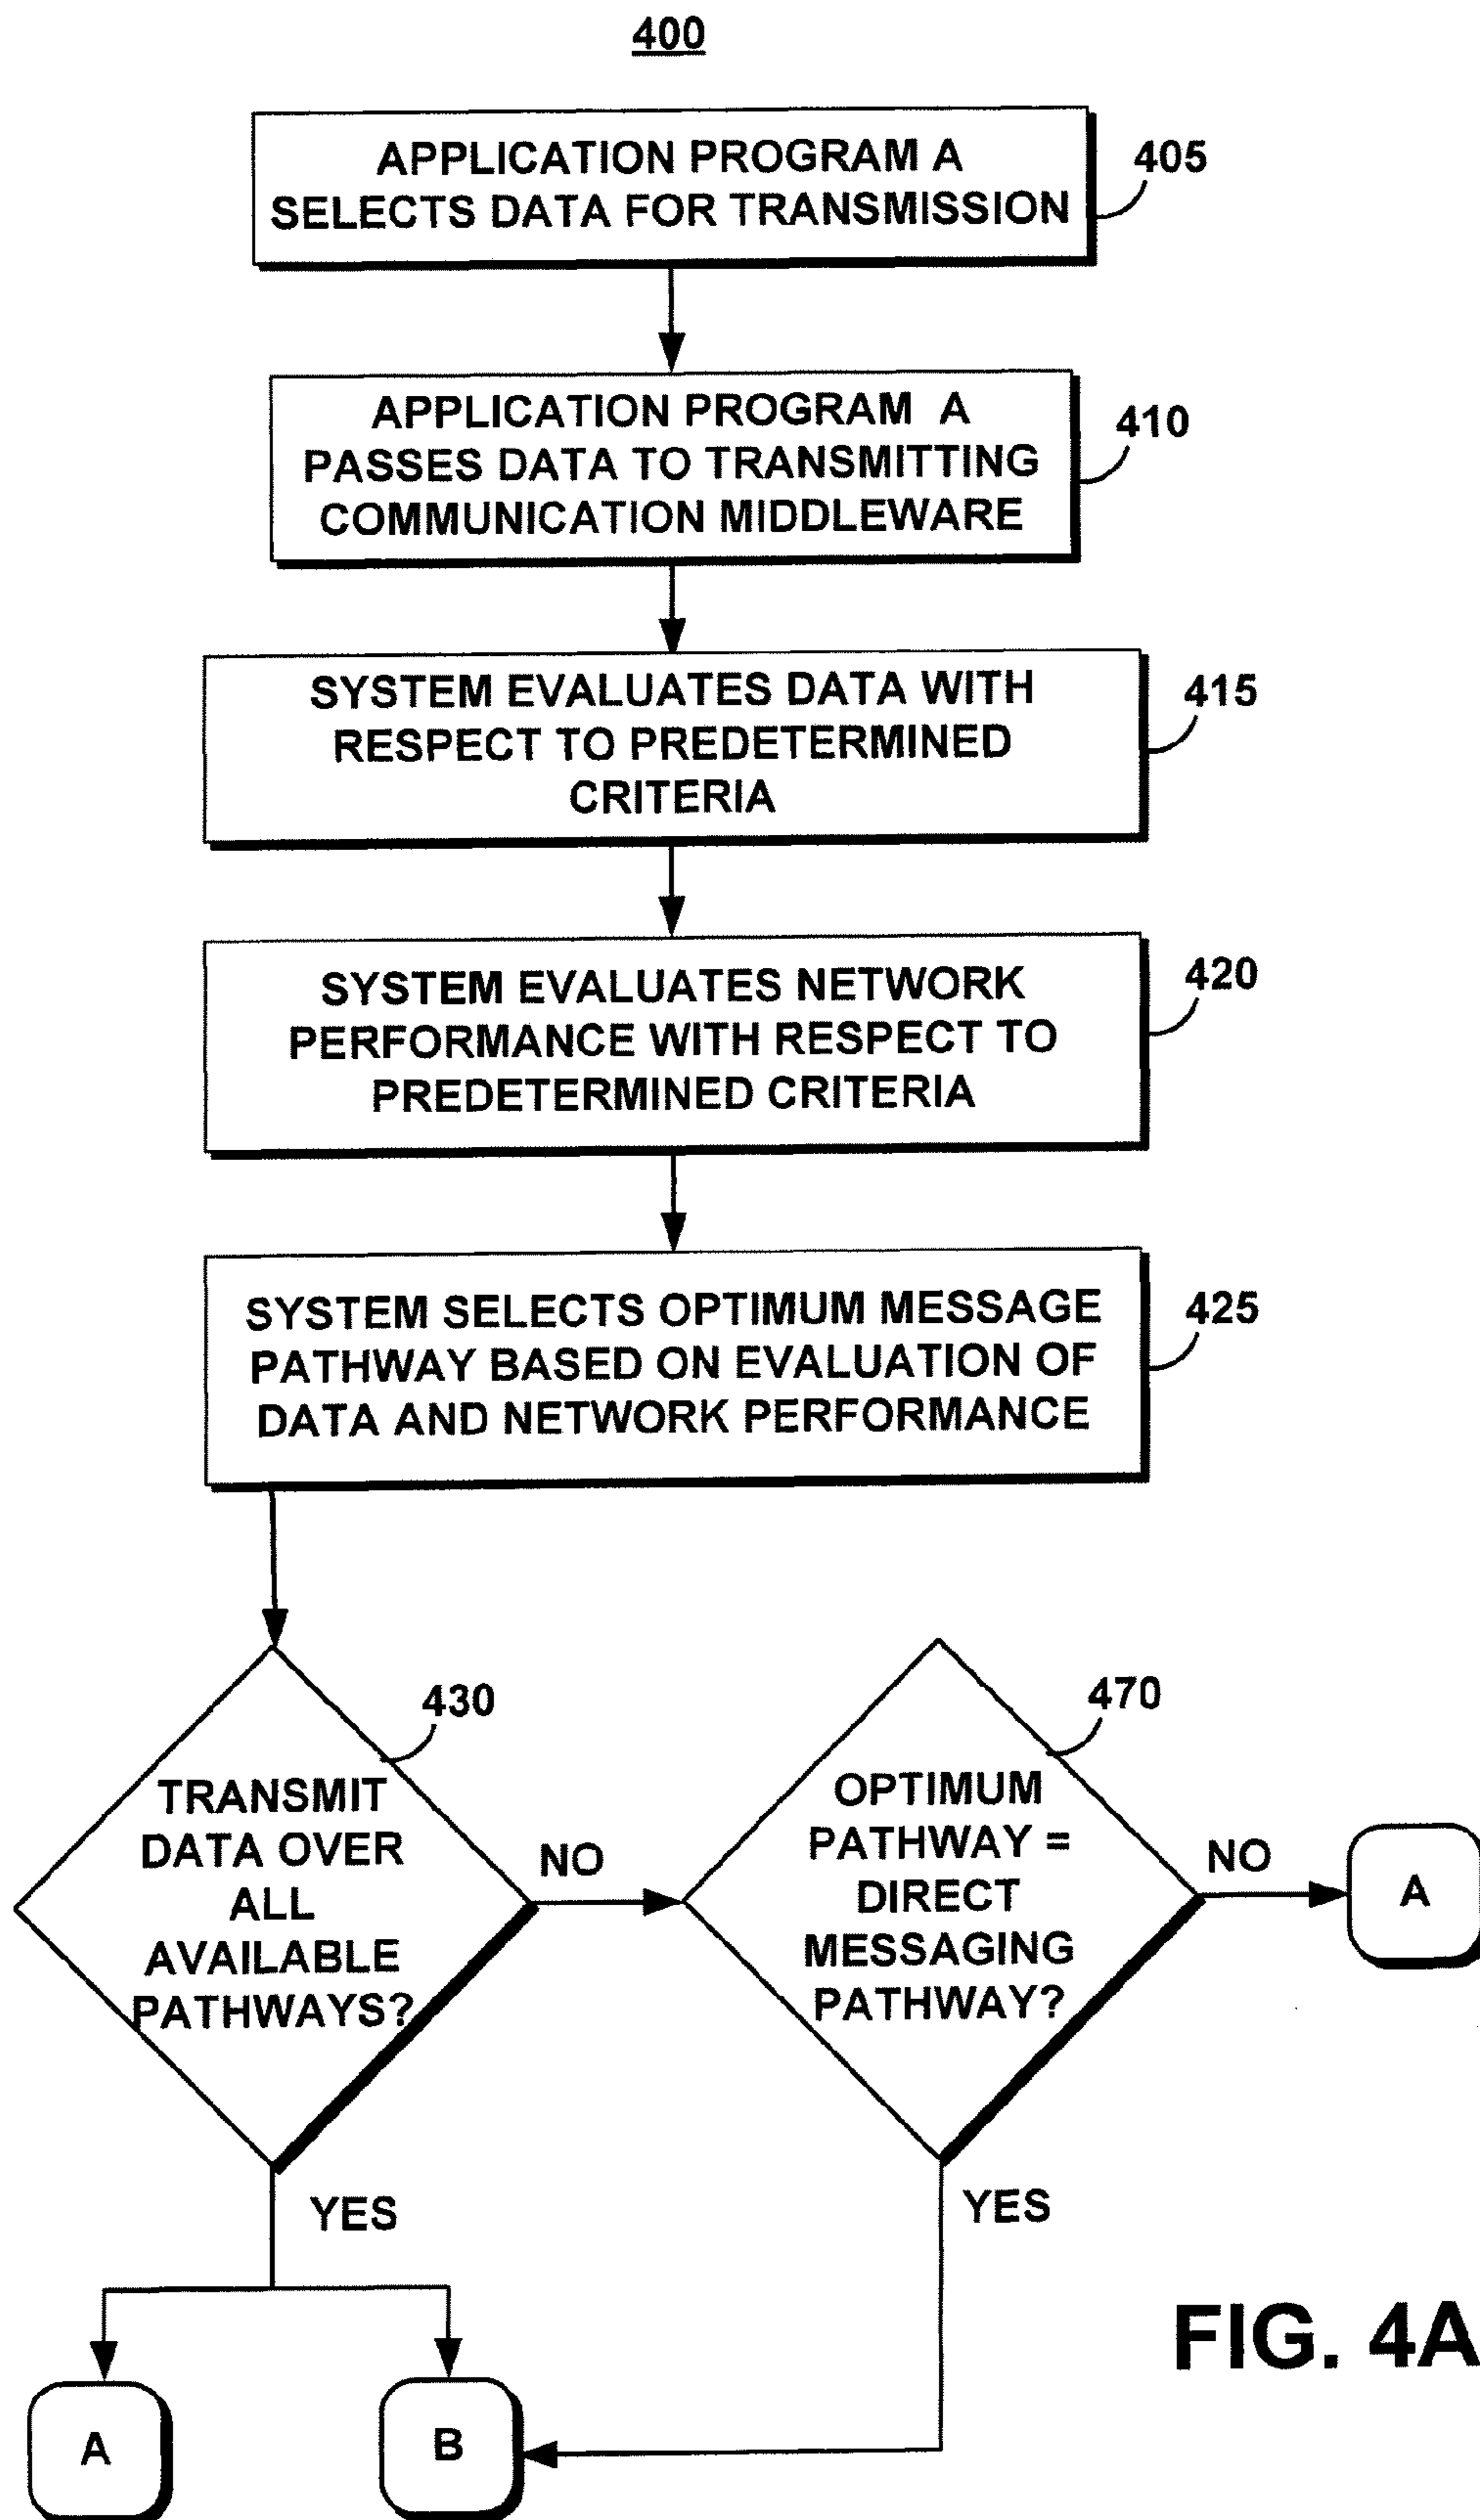 400
APPLICATION PROGRAM A
SELECTS DATA FOR TRANSMISSION
405
APPLICATION PROGRAM A
PASSES DATA TO TRANSMITTING
COMMUNICATION MIDDLEWARE
410
SYSTEM EVALUATES DATA WITH
RESPECT TO PREDETERMINED
CRITERIA
415
SYSTEM EVALUATES NETWORK
PERFORMANCE WITH RESPECT TO
PREDETERMINED CRITERIA
420
SYSTEM SELECTS OPTIMUM MESSAGE
PATHWAY BASED ON EVALUATION OF
DATA AND NETWORK PERFORMANCE
425
430
TRANSMIT
DATA OVER
ALL
AVAILABLE
PATHWAYS?
NO
470
OPTIMUM
PATHWAY =
DIRECT
MESSAGING
PATHWAY?
NO
A
YES
YES
A
B
FIG. 4A